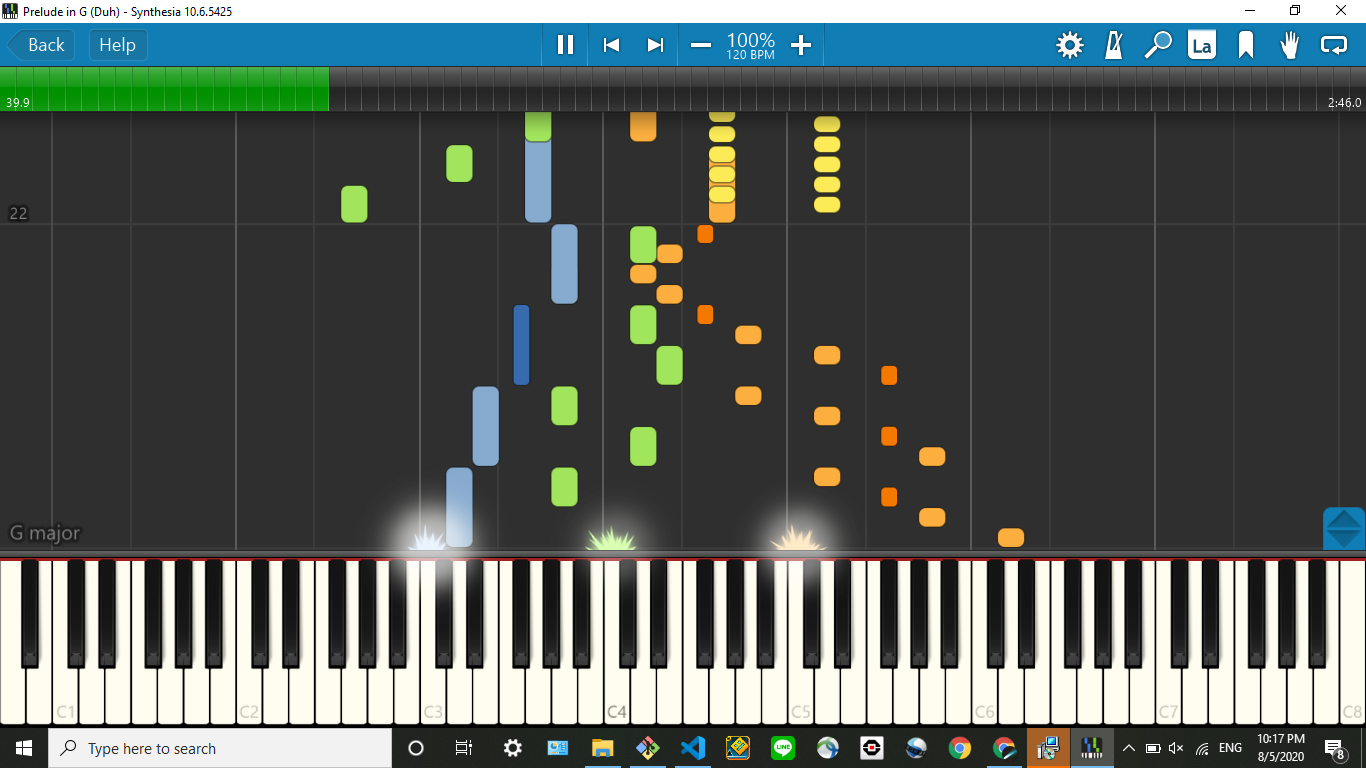 Prelude in G (Duh) - Synthesia 10.6.5425
Back Help 100% La
120 BPM
39.9 2:46.0
22
G major
C1 C2 C3 C4 C5 C6 C7 C8
Type here to search LINE ENG 10:17 PM
8/5/2020 8